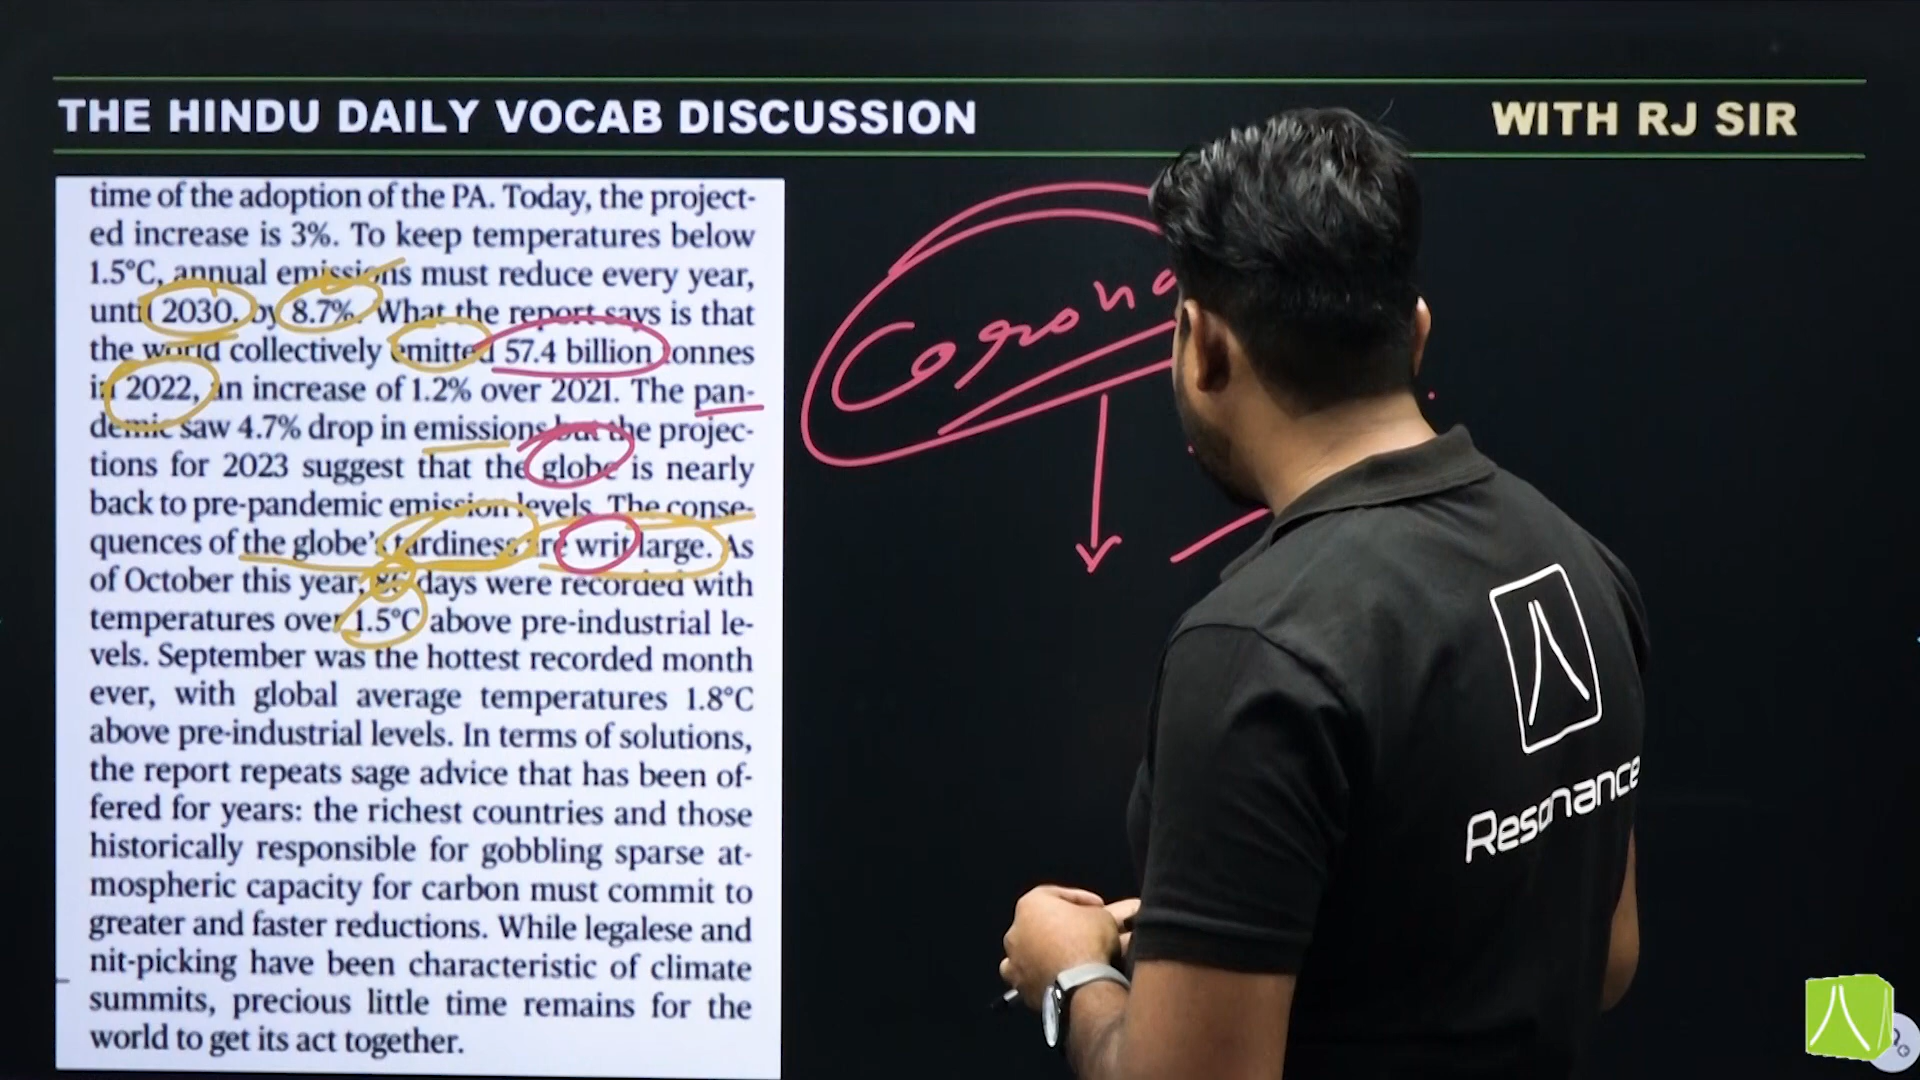 THE HINDU DAILY VOCAB DISCUSSION
WITH RJ SIR
time of the adoption of the PA. Today, the project-
ed increase is 3%. To keep temperatures below
1.5°C, annual emissions must reduce every year,
until 2030, by 8.7%. What the report says is that
the world collectively emitted 57.4 billion tonnes
in 2022, an increase of 1.2% over 2021. The pan-
demic saw 4.7% drop in emissions but the projec-
tions for 2023 suggest that the globe is nearly
back to pre-pandemic emission levels. The conse-
quences of the globe's tardiness are writ large. As
of October this year, 86 days were recorded with
temperatures over 1.5°C above pre-industrial le-
vels. September was the hottest recorded month
ever, with global average temperatures 1.8°C
above pre-industrial levels. In terms of solutions,
the report repeats sage advice that has been of-
fered for years: the richest countries and those
historically responsible for gobbling sparse at-
mospheric capacity for carbon must commit to
greater and faster reductions. While legalese and
nit-picking have been characteristic of climate
summits, precious little time remains for the
world to get its act together.
Corona
Resonance